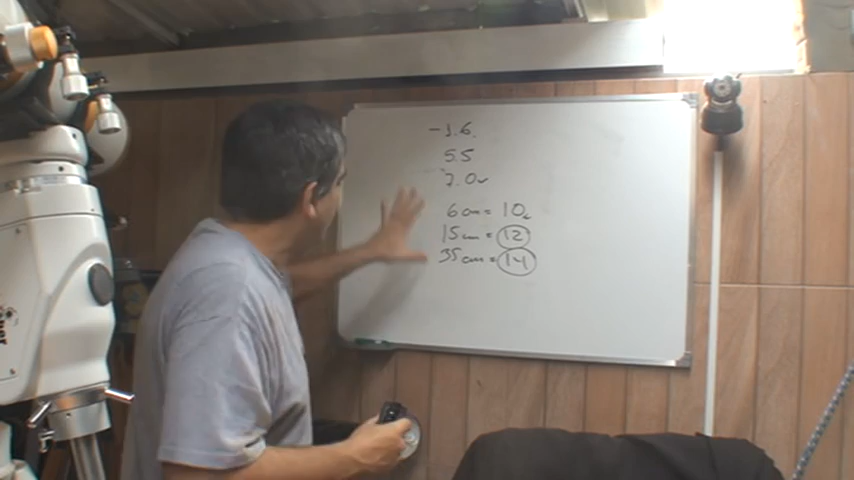 -1.6.
5.5
7.0
6cm = 10
15cm = 12
35cm = 14